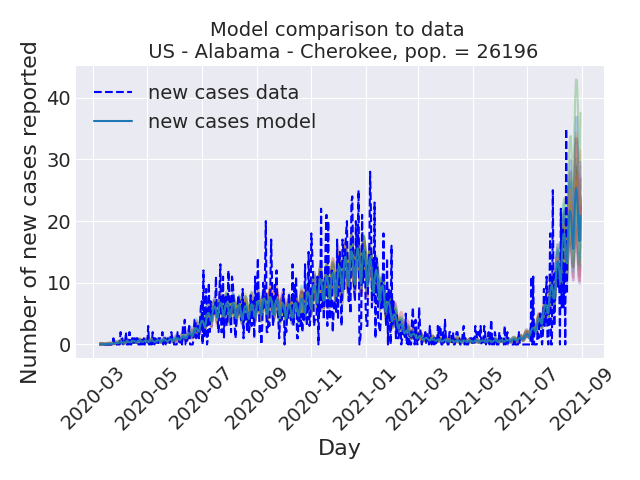 Model comparison to data
US - Alabama - Cherokee, pop. = 26196
Number of new cases reported
40
30
20
10
0
new cases data
new cases model
2020-03
2020-05
2020-07
2020-09
2020-11
2021-01
2021-03
2021-05
2021-07
2021-09
Day